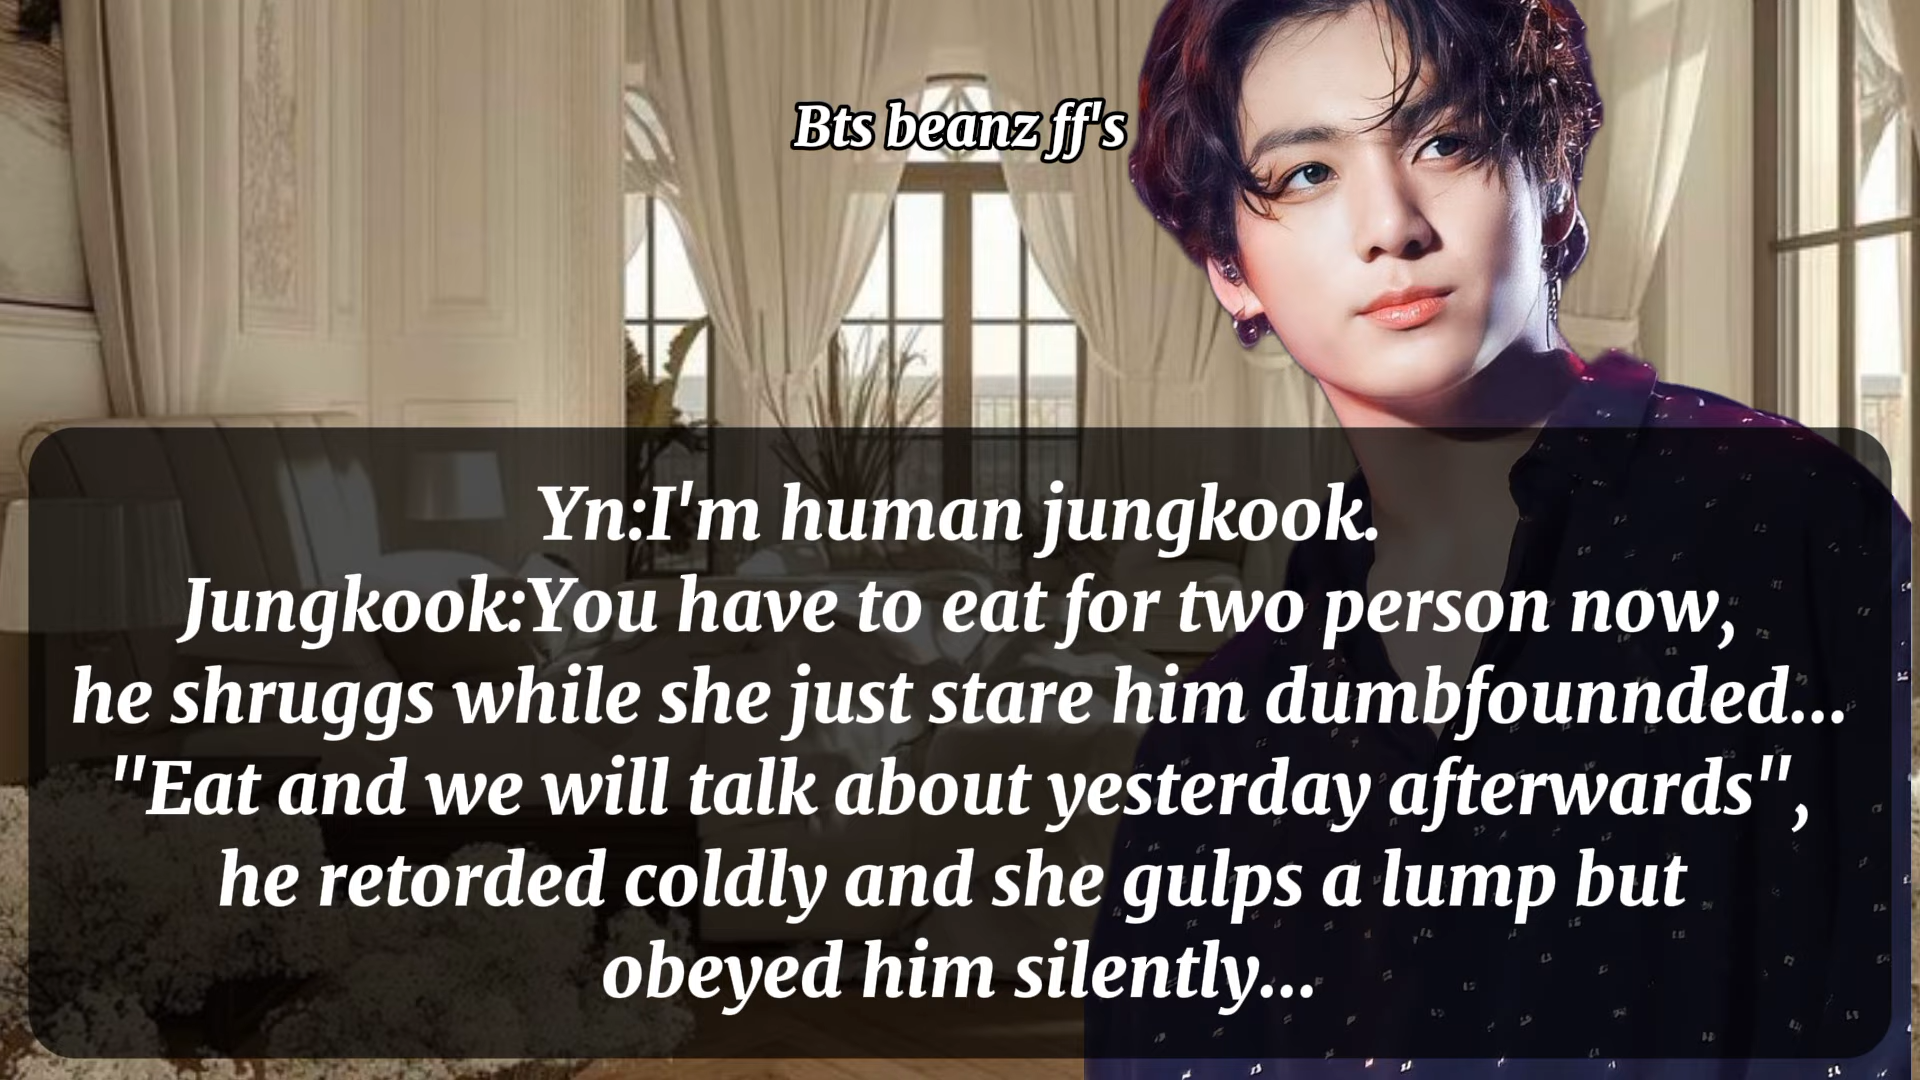 Bts beanz ff's
Yn:I'm human jungkook.
Jungkook:You have to eat for two person now,
he shruggs while she just stare him dumbfounnded...
"Eat and we will talk about yesterday afterwards",
he retorded coldly and she gulps a lump but
obeyed him silently...